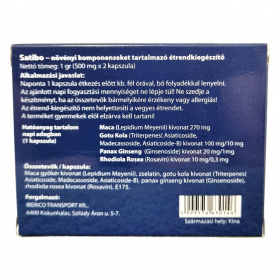 Satibo – növényi komponenseket tartalmazó étrendkiegészítő
Nettó tömeg: 1 gr (500 mg x 2 kapszula)
Alkalmazási javaslat:
Naponta 1 kapszula étkezés előtt kb. fél órával, bő folyadékkal lenyelni.
Az ajánlott napi fogyasztási mennyiséget ne lépje túl! Ne szedje a
készítményt, ha az összetevők bármelyikére érzékeny vagy allergiás!
Az étrend-kiegészítő nem helyettesíti a vegyes étrendet.
A terméket gyermekek elől elzárva kell tartani!
Hatóanyag tartalom
napi adagban
(1 kapszula)
Maca (Lepidium Meyenii) kivonat 270 mg
Gotu Kola (Triterpenes/ Asiaticoside, Madecassoside,
Asiaticoside-B) kivonat 100 mg/10 mg
Panax Ginseng (Ginsenoside) kivonat 20 mg/1mg
Rhodiola Rosea (Rosavin) kivonat 10 mg/0,3 mg
Összetevők / kapszula:
Maca gyökér kivonat (Lepidium Meyenii), zselatin, gotu kola kivonat (Triterpenes/
Asiaticoside, Madecassoside, Asiaticoside-B), panax ginseng kivonat (Ginsenoside),
rhodiola rosea kivonat (Rosavin), E175.
Forgalmazó:
IBERICO TRANSPORT Kft.
6400 Kiskunhalas, Szilády Áron u. 5-7.
Származási hely: Kína